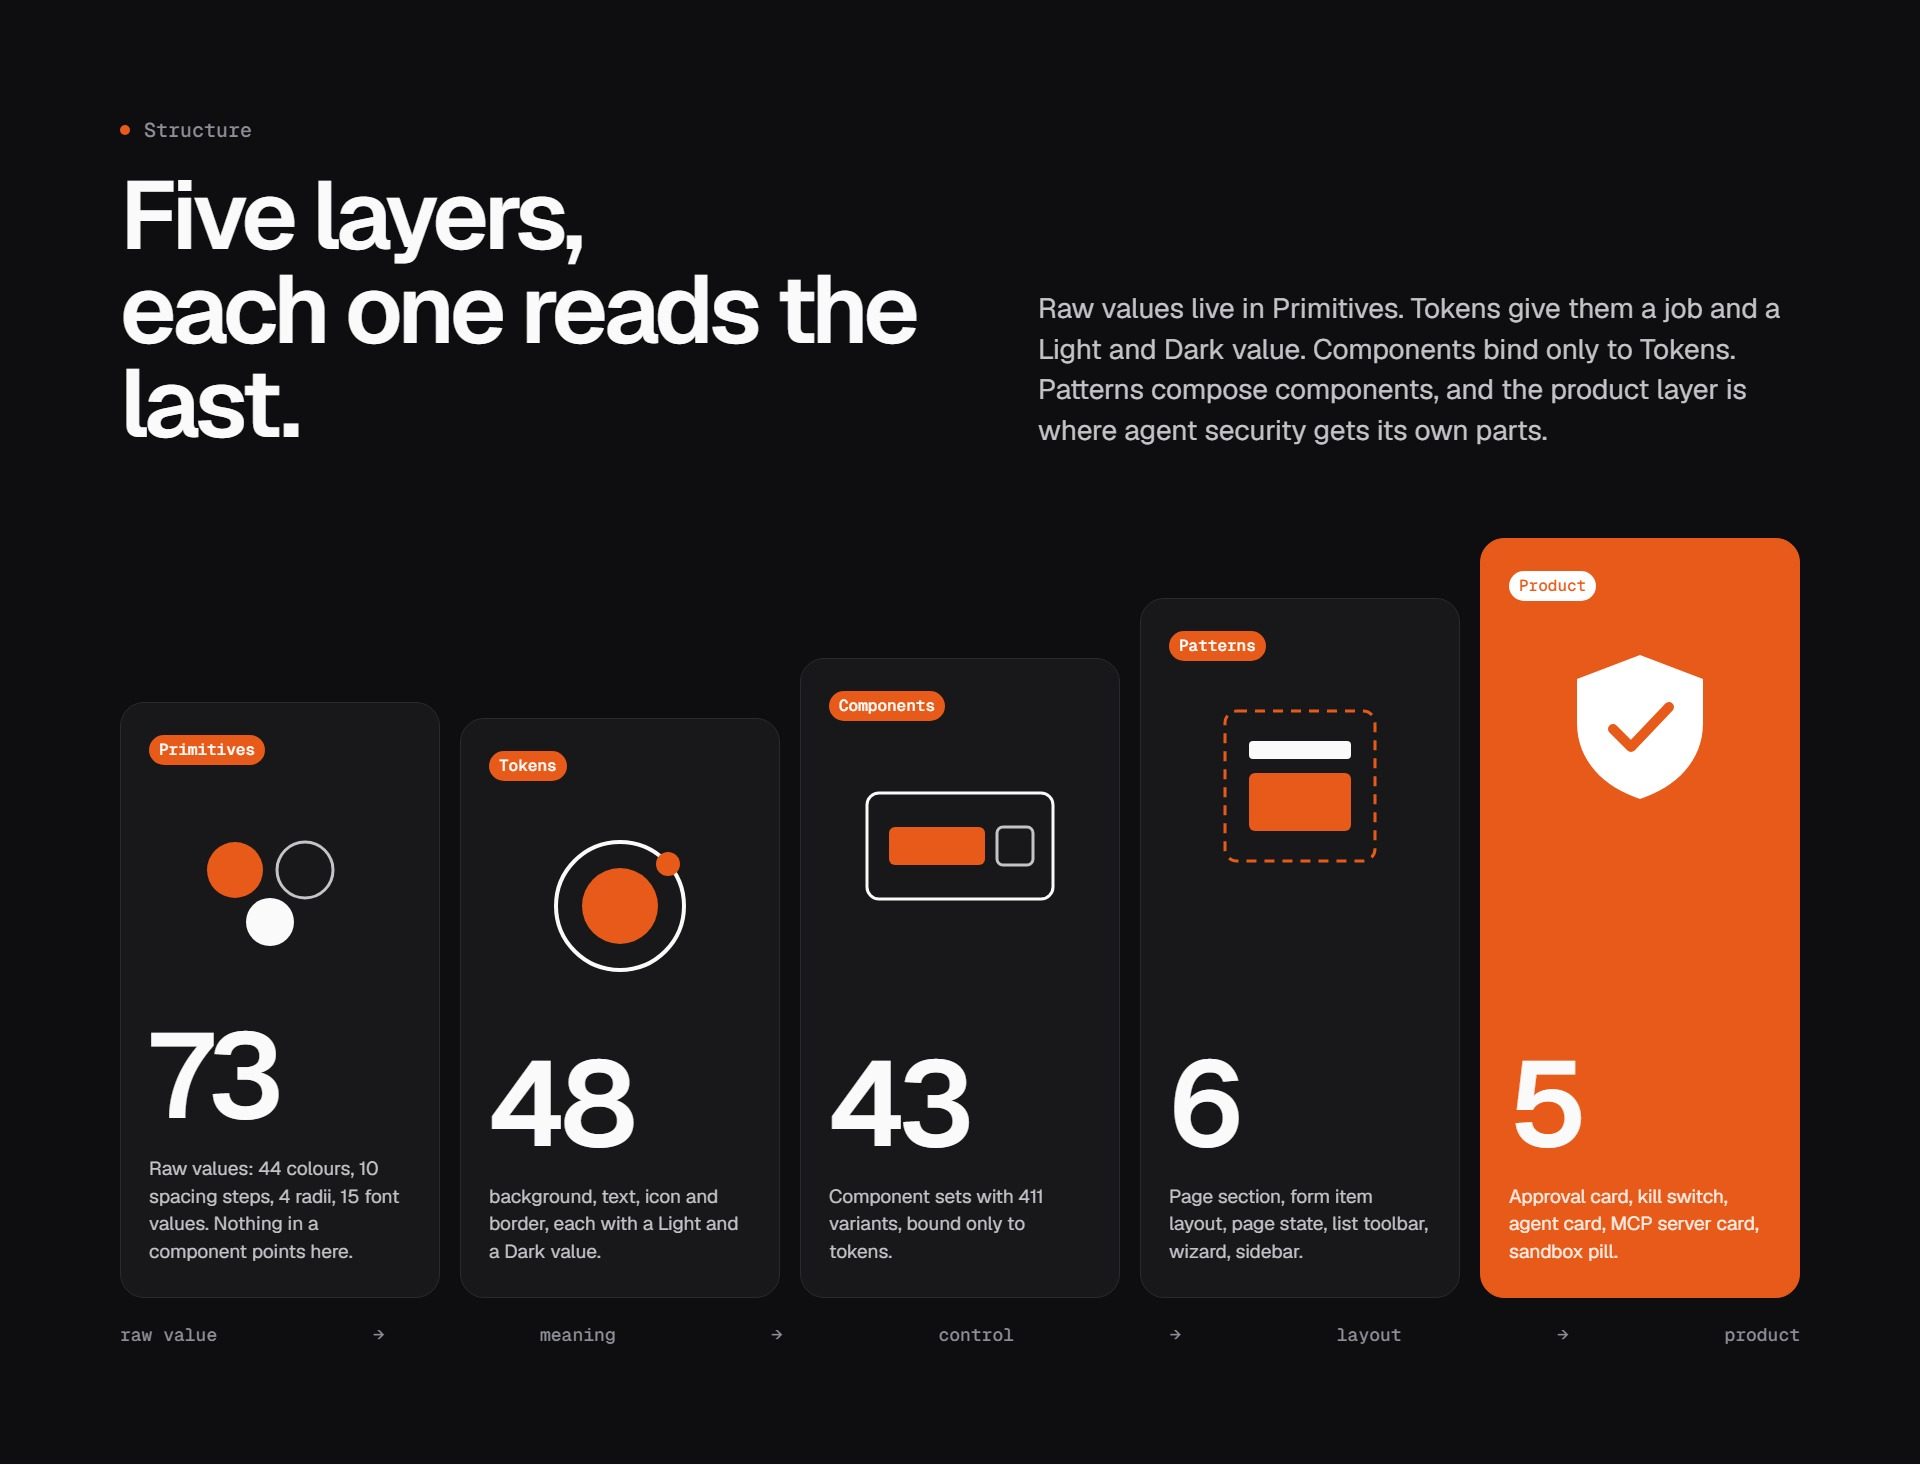 Structure
Five layers,
each one reads the
last.
Raw values live in Primitives. Tokens give them a job and a
Light and Dark value. Components bind only to Tokens.
Patterns compose components, and the product layer is
where agent security gets its own parts.
Primitives
73
Raw values: 44 colours, 10
spacing steps, 4 radii, 15 font
values. Nothing in a
component points here.
Tokens
48
background, text, icon and
border, each with a Light and
a Dark value.
Components
43
Component sets with 411
variants, bound only to
tokens.
Patterns
6
Page section, form item
layout, page state, list toolbar,
wizard, sidebar.
Product
5
Approval card, kill switch,
agent card, MCP server card,
sandbox pill.
raw value → meaning → control → layout → product